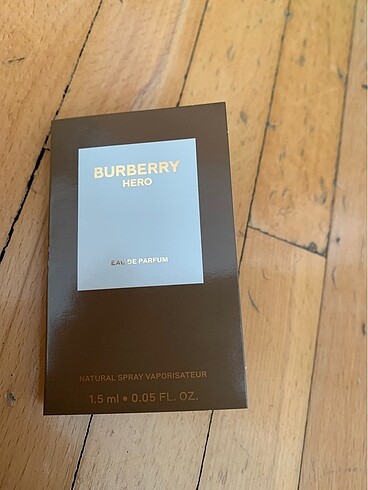 BURBERRY
HERO
EAU DE PARFUM
NATURAL SPRAY VAPORISATEUR
1.5 ml • 0.05 FL. OZ.